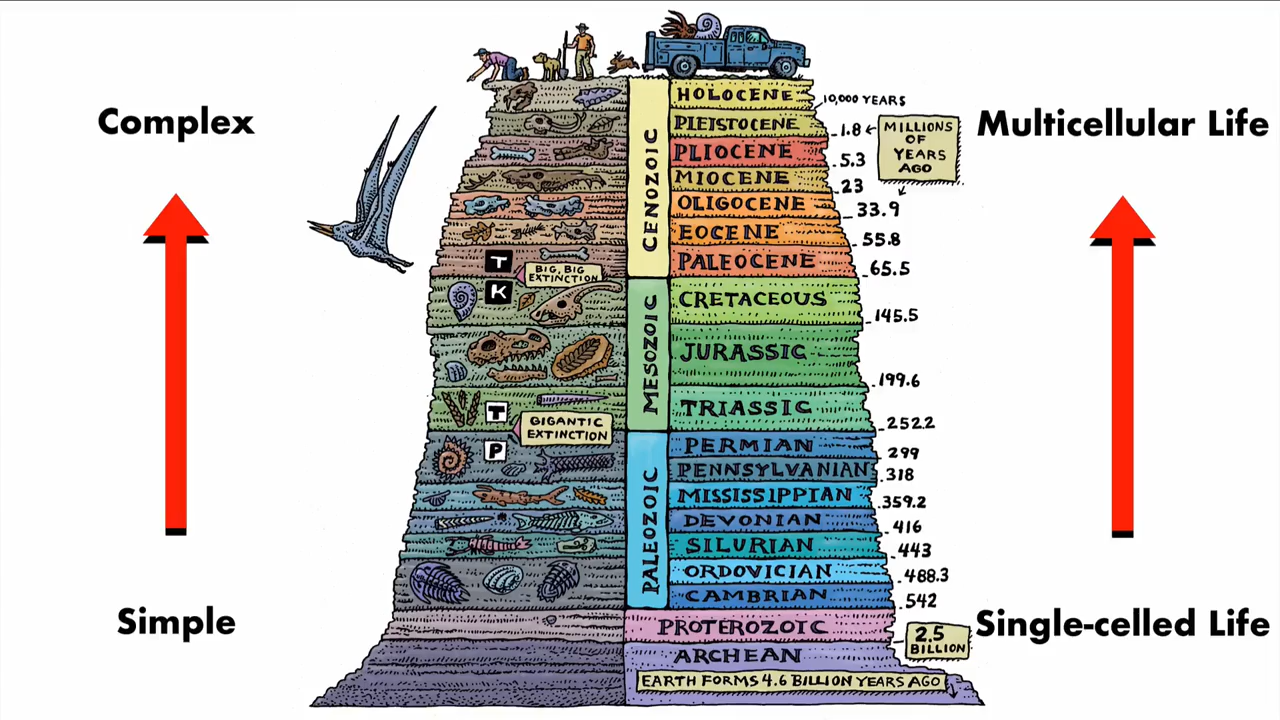 Complex
Simple
T
BIG, BIG
EXTINCTION
K
T
GIGANTIC
EXTINCTION
P
CENOZOIC
MESOZOIC
PALEOZOIC
HOLOCENE
10,000 YEARS
PLEISTOCENE
1.8
MILLIONS
OF
YEARS
AGO
PLIOCENE
5.3
MIOCENE
23
OLIGOCENE
33.9
EOCENE
55.8
PALEOCENE
65.5
CRETACEOUS
145.5
JURASSIC
199.6
TRIASSIC
252.2
PERMIAN
299
PENNSYLVANIAN
318
MISSISSIPPIAN
359.2
DEVONIAN
416
SILURIAN
443
ORDOVICIAN
488.3
CAMBRIAN
542
PROTEROZOIC
2.5
BILLION
ARCHEAN
EARTH FORMS 4.6 BILLION YEARS AGO
Multicellular Life
Single-celled Life